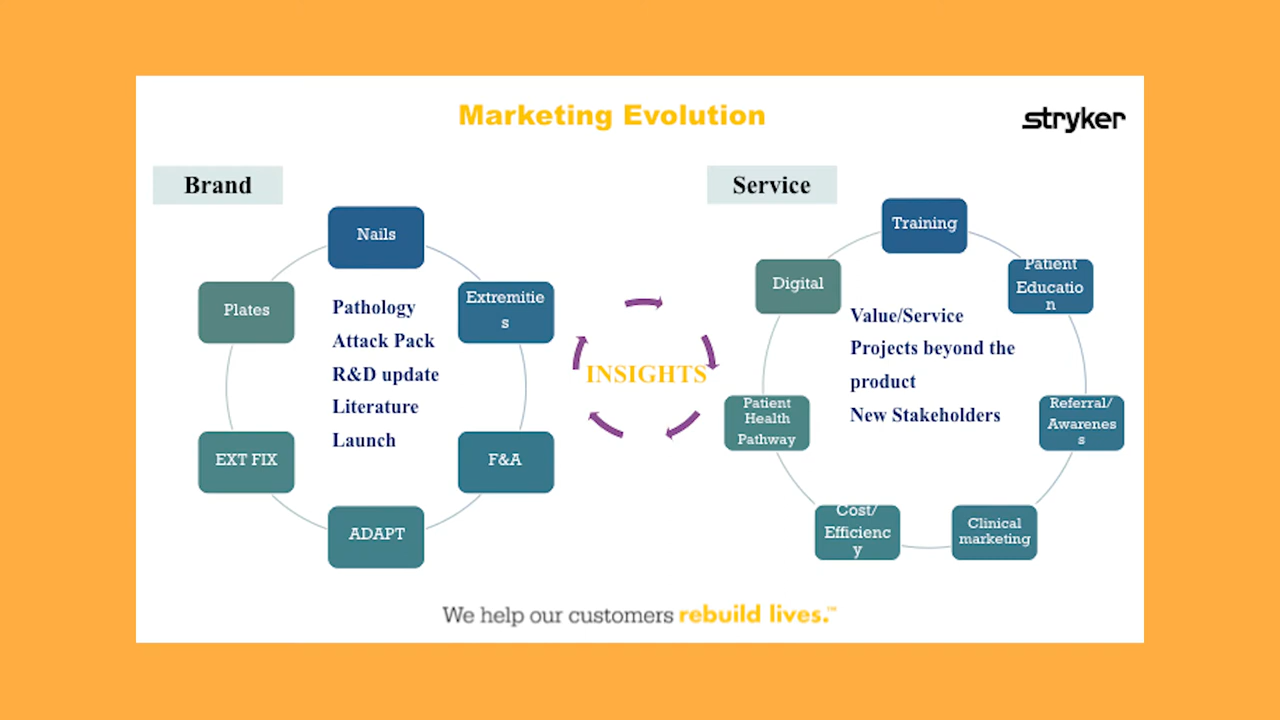 Marketing Evolution
stryker
Brand
Nails
Extremitie
s
F&A
ADAPT
EXT FIX
Plates
Pathology
Attack Pack
R&D update
Literature
Launch
INSIGHTS
Service
Training
Patient
Educatio
n
Referral/
Awarenes
s
Clinical
marketing
Cost/
Efficienc
y
Patient
Health
Pathway
Digital
Value/Service
Projects beyond the
product
New Stakeholders
We help our customers rebuild lives.™